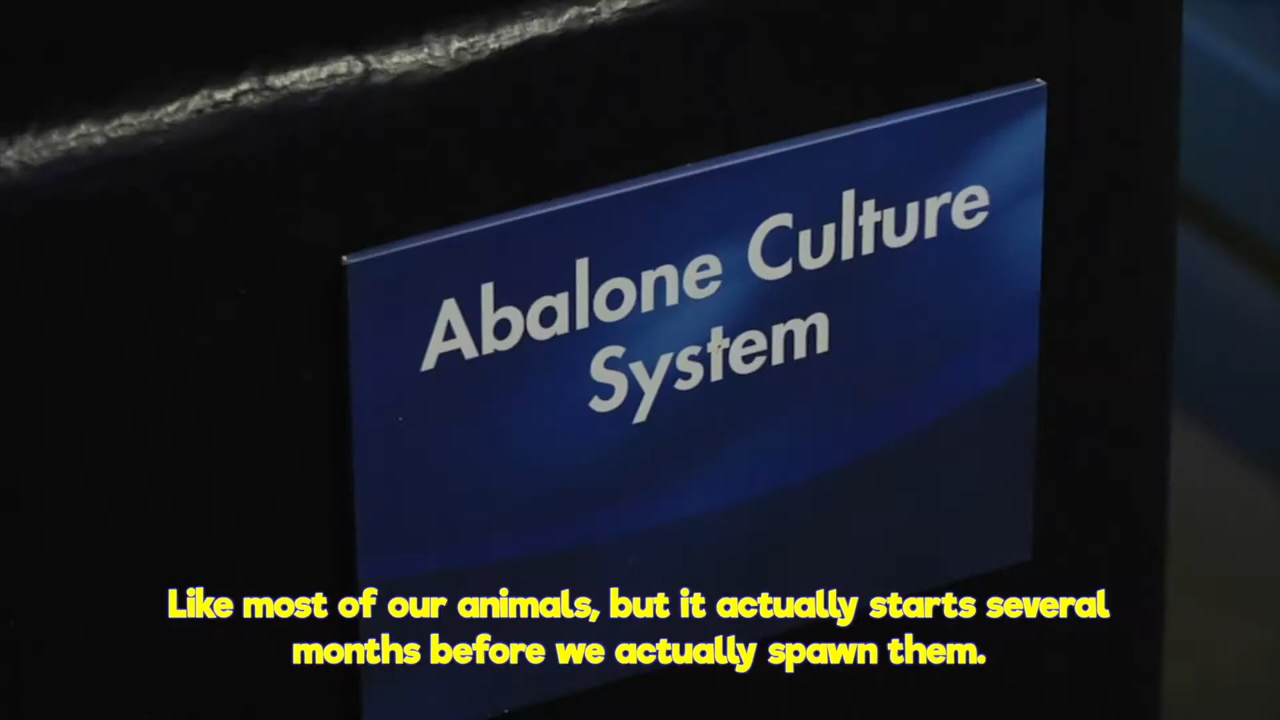 Abalone Culture
System
Like most of our animals, but it actually starts several
months before we actually spawn them.